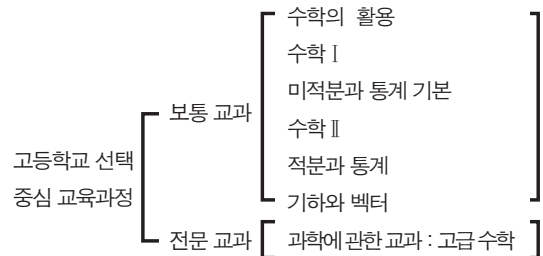 고등학교 선택
중심 교육과정
보통 교과
수학의 활용
수학Ⅰ
미적분과 통계 기본
수학Ⅱ
적분과 통계
기하와 벡터
전문 교과
과학에 관한 교과 : 고급 수학